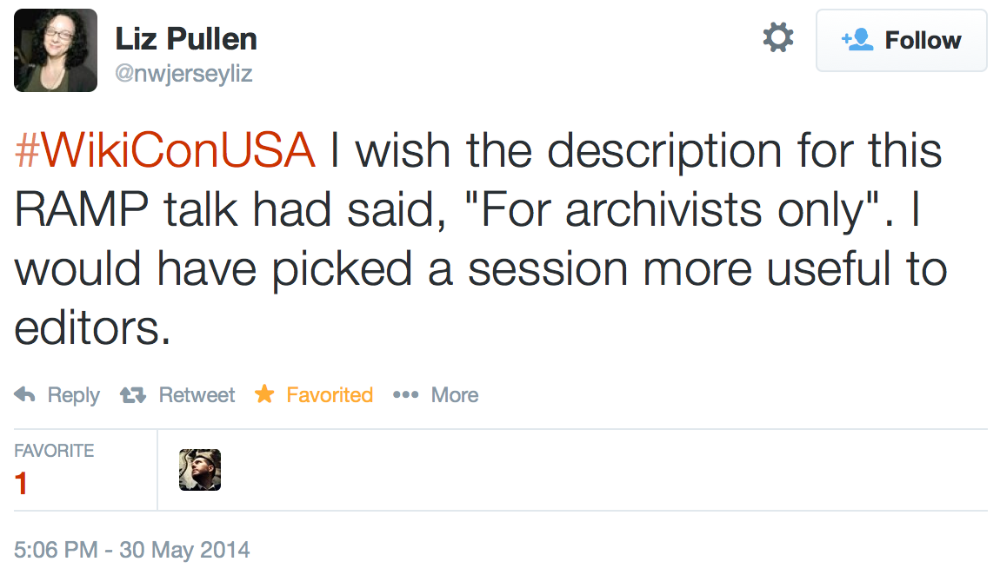 Liz Pullen
@nwjerseyliz
Follow
#WikiConUSA I wish the description for this
RAMP talk had said, "For archivists only". I
would have picked a session more useful to
editors.
Reply Retweet Favorited More
FAVORITE
1
5:06 PM - 30 May 2014